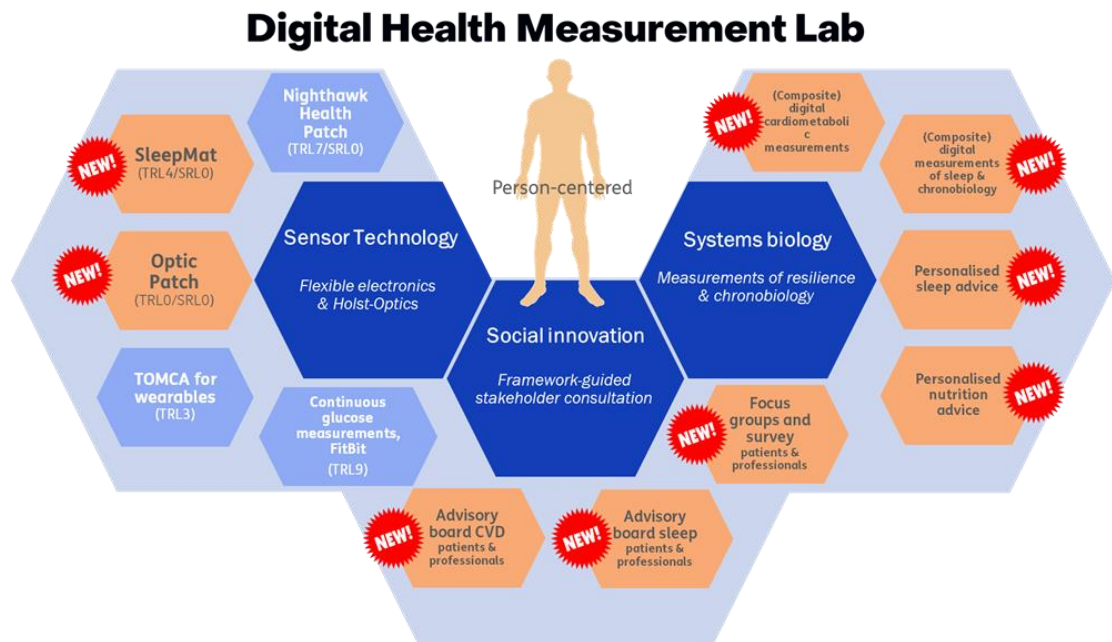 Digital Health Measurement Lab
Nighthawk
Health
Patch
(TRL7/SRL0)
NEW!
SleepMat
(TRL4/SRL0)
NEW!
Optic
Patch
(TRL0/SRL0)
TOMCA for
wearables
(TRL3)
Continuous
glucose
measurements,
FitBit
(TRL9)
Sensor Technology
Flexible electronics
& Holst-Optics
Person-centered
Social innovation
Framework-guided
stakeholder consultation
Systems biology
Measurements of resilience
& chronobiology
NEW!
(Composite)
digital
cardiometaboli
c
measurements
(Composite)
digital
measurements
of sleep &
chronobiology
NEW!
Personalised
sleep advice
NEW!
Personalised
nutrition
advice
NEW!
NEW!
Focus
groups and
survey
patients &
professionals
NEW!
Advisory
board CVD
patients &
professionals
NEW!
Advisory
board sleep
patients &
professionals